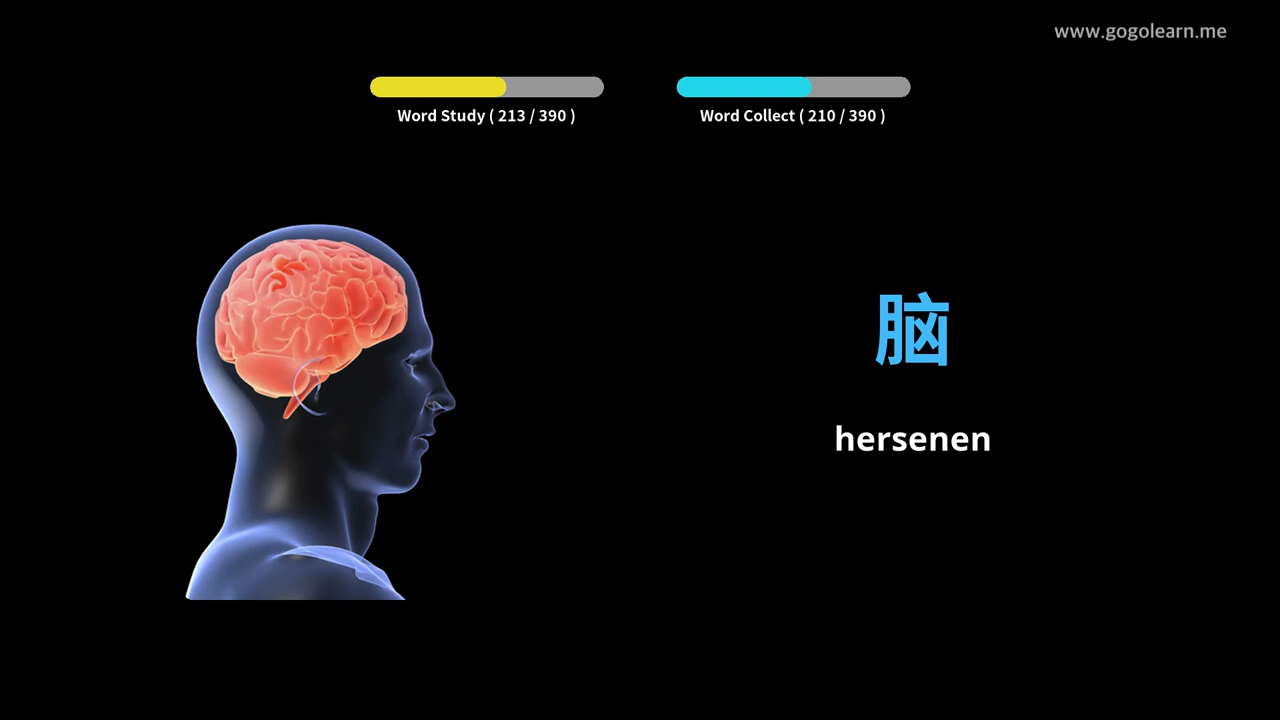 www.gogolearn.me
Word Study ( 213 / 390 )
Word Collect ( 210 / 390 )
脑
hersenen